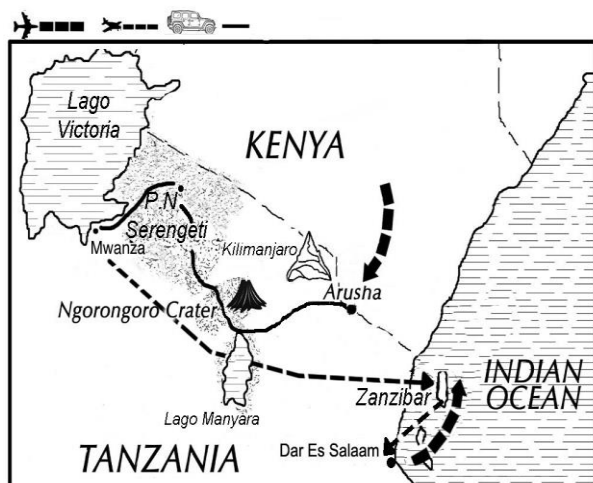 Lago
Victoria
KENYA
P.N.
Serengeti
Mwanza
Kilimanjaro
Ngorongoro Crater
Arusha
Lago Manyara
Zanzibar
INDIAN
OCEAN
TANZANIA
Dar Es Salaam